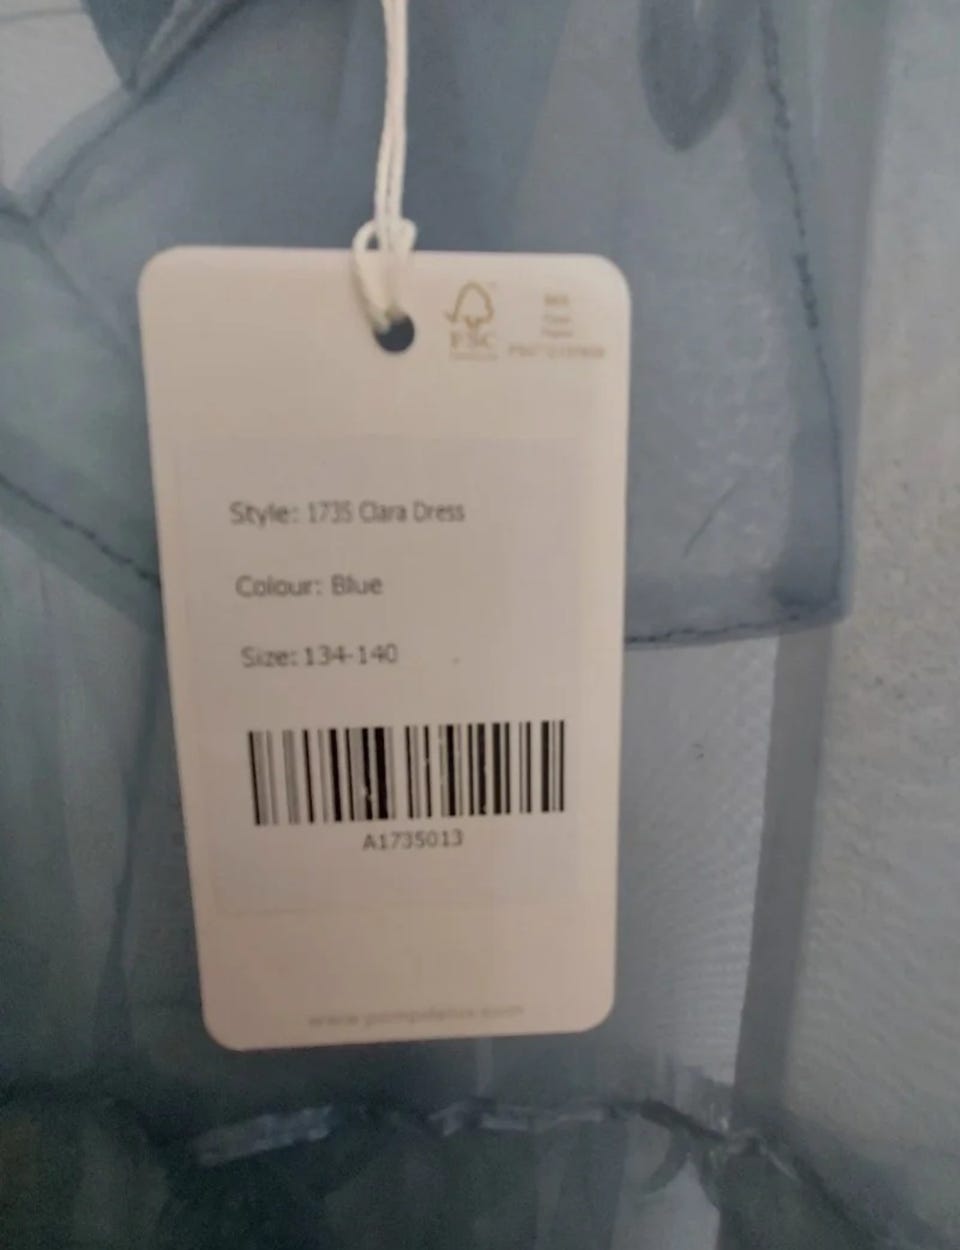 FSC
Style: 1735 Clara Dress
Colour: Blue
Size: 134-140
A1735013